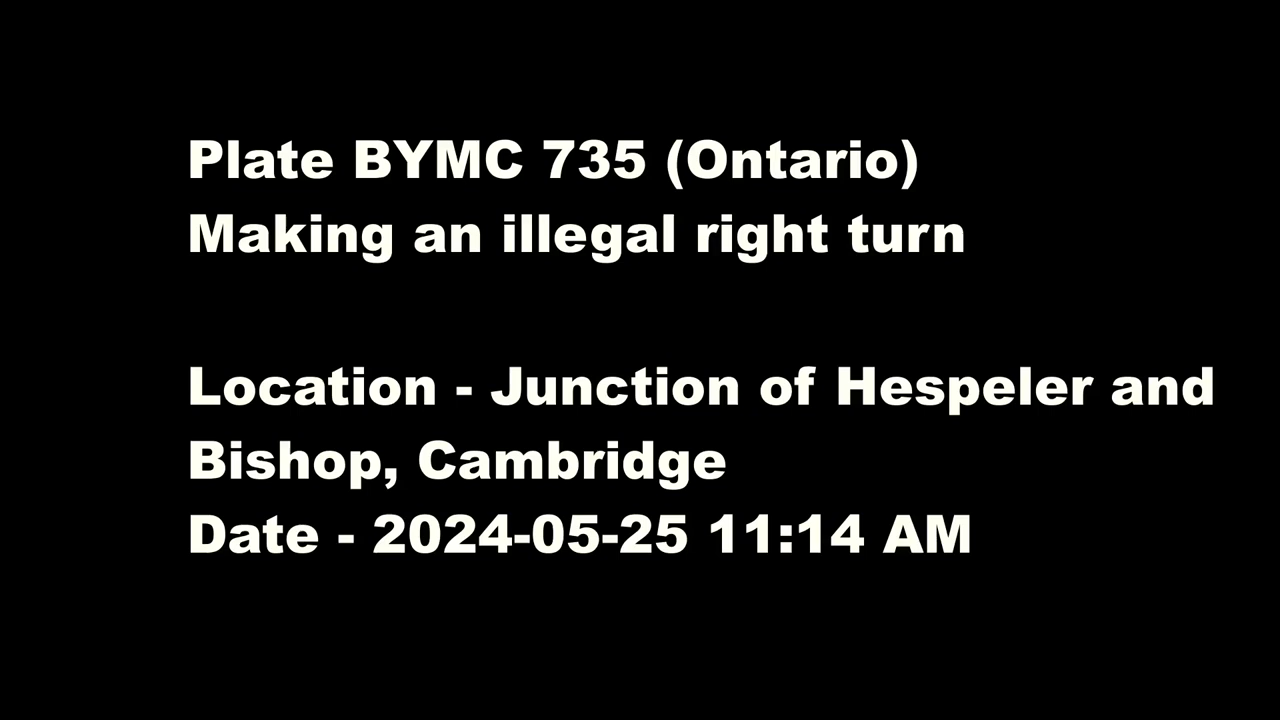 Plate BYMC 735 (Ontario)
Making an illegal right turn
Location - Junction of Hespeler and
Bishop, Cambridge
Date - 2024-05-25 11:14 AM